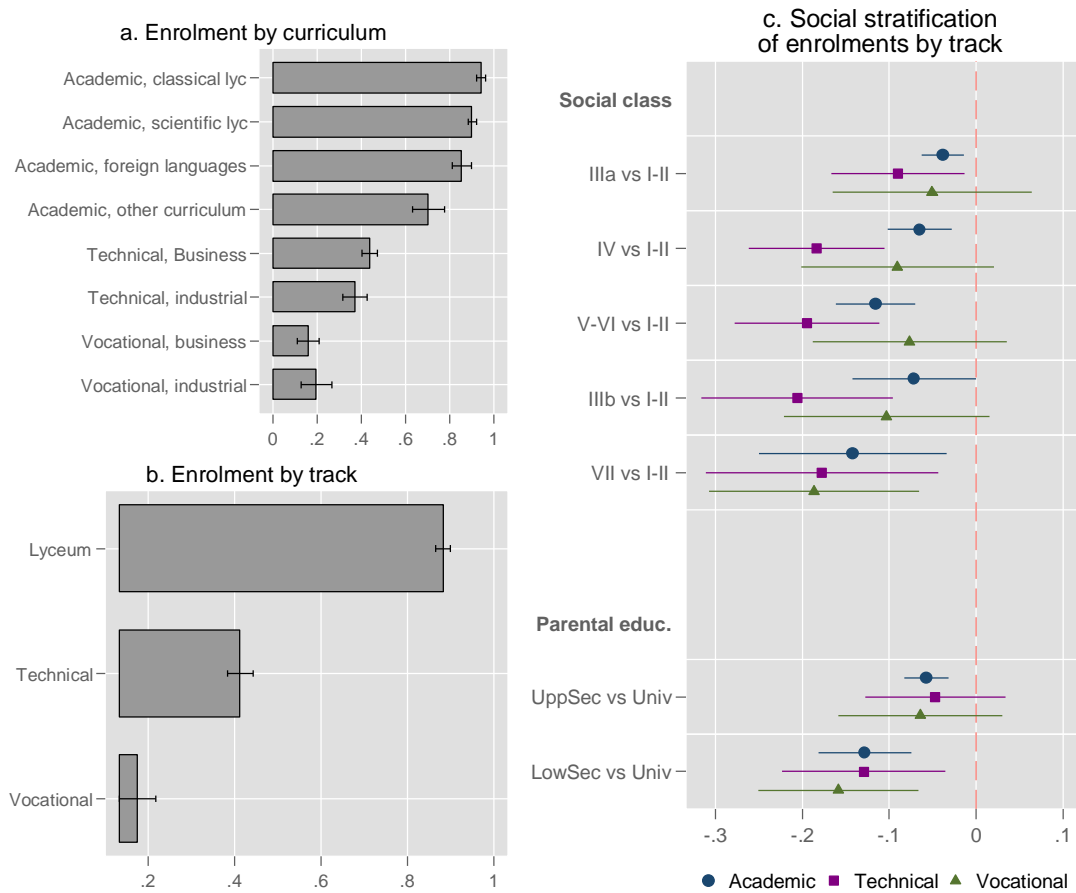 a. Enrolment by curriculum
Academic, classical lyc
Academic, scientific lyc
Academic, foreign languages
Academic, other curriculum
Technical, Business
Technical, industrial
Vocational, business
Vocational, industrial
0 .2 .4 .6 .8 1
b. Enrolment by track
Lyceum
Technical
Vocational
.2 .4 .6 .8 1
c. Social stratification
of enrolments by track
Social class
IIIa vs I-II
IV vs I-II
V-VI vs I-II
IIIb vs I-II
VII vs I-II
Parental educ.
UppSec vs Univ
LowSec vs Univ
-.3 -.2 -.1 0 .1
Academic Technical Vocational